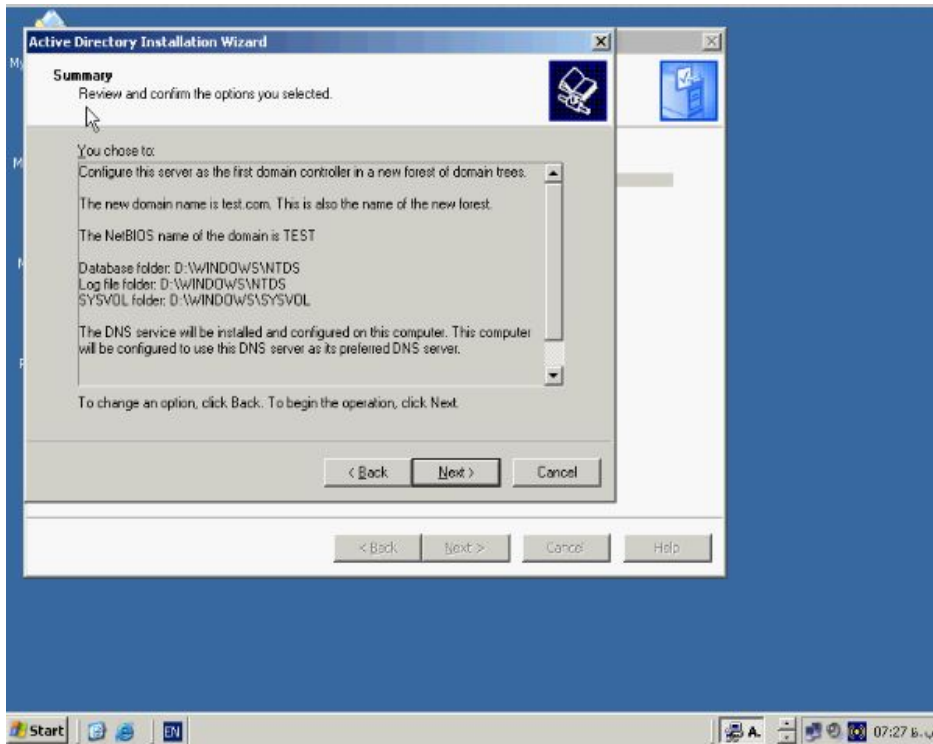 Active Directory Installation Wizard
Summary
Review and confirm the options you selected.
You chose to:
Configure this server as the first domain controller in a new forest of domain trees.
The new domain name is test.com. This is also the name of the new forest.
The NetBIOS name of the domain is TEST
Database folder: D:\WINDOWS\NTDS
Log file folder: D:\WINDOWS\NTDS
SYSVOL folder: D:\WINDOWS\SYSVOL
The DNS service will be installed and configured on this computer. This computer
will be configured to use this DNS server as its preferred DNS server.
To change an option, click Back. To begin the operation, click Next.
< Back Next > Cancel
< Back Next > Cancel Help
Start EN A. 07:27